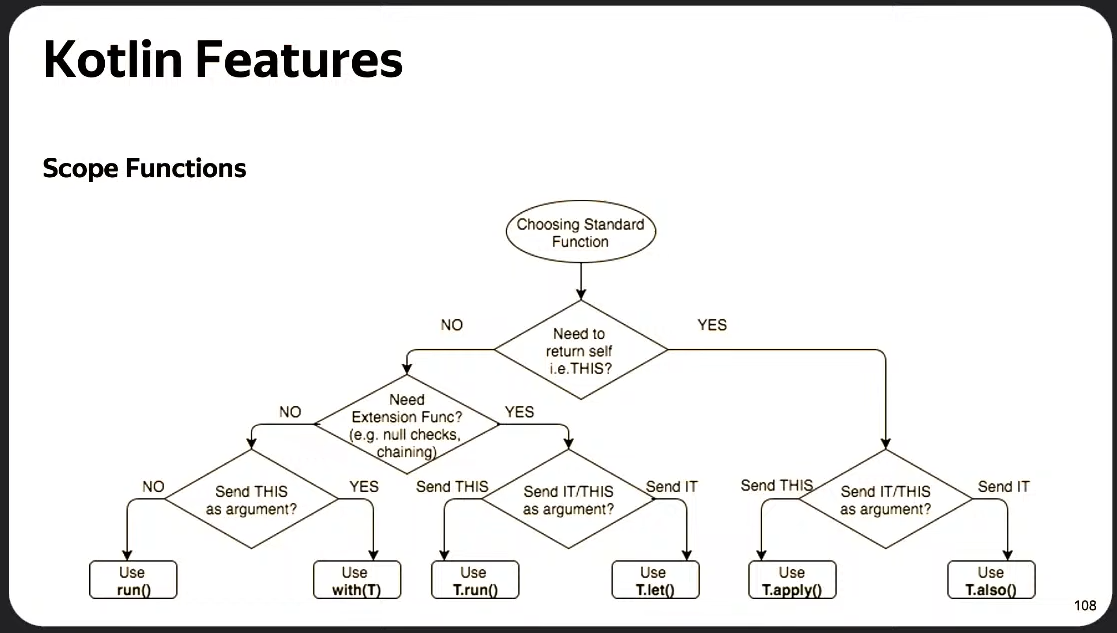 Kotlin Features
Scope Functions
Choosing Standard
Function
NO
YES
Need to
return self
i.e.THIS?
NO
YES
Need
Extension Func?
(e.g. null checks,
chaining)
NO
YES
Send THIS
as argument?
Send THIS
Send IT
Send IT/THIS
as argument?
Send THIS
Send IT
Send IT/THIS
as argument?
Use
run()
Use
with(T)
Use
T.run()
Use
T.let()
Use
T.apply()
Use
T.also()
108